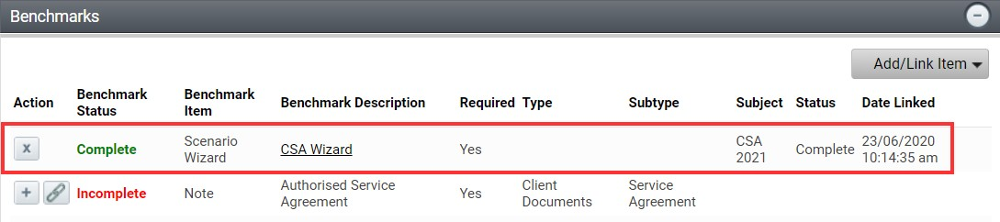 Benchmarks
Add/Link Item
Action Benchmark Status Benchmark Item Benchmark Description Required Type Subtype Subject Status Date Linked
x Complete Scenario Wizard CSA Wizard Yes CSA 2021 Complete 23/06/2020 10:14:35 am
+ Incomplete Note Authorised Service Agreement Yes Client Documents Service Agreement